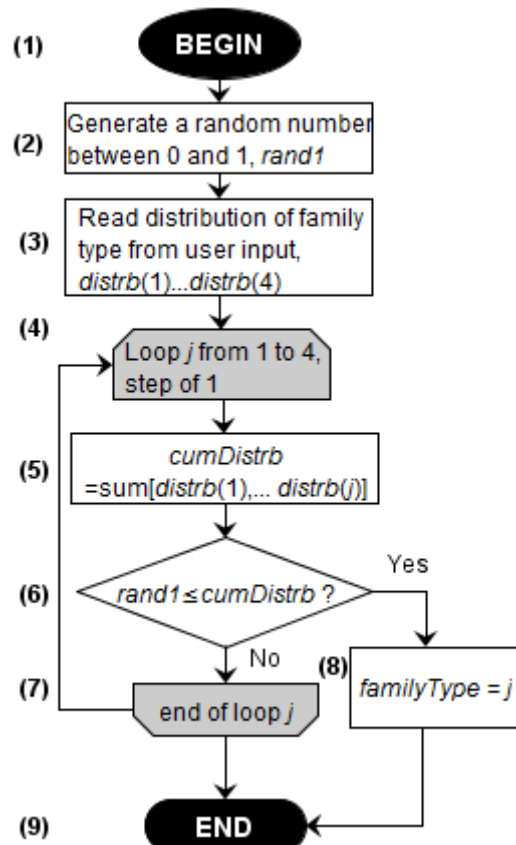 (1)
BEGIN
(2)
Generate a random number
between 0 and 1, rand1
(3)
Read distribution of family
type from user input,
distrb(1)...distrb(4)
(4)
Loop j from 1 to 4,
step of 1
(5)
cumDistrb
=sum[distrb(1),... distrb(j)]
(6)
rand1≤cumDistrb ?
Yes
No
(7)
end of loop j
(8)
familyType = j
(9)
END